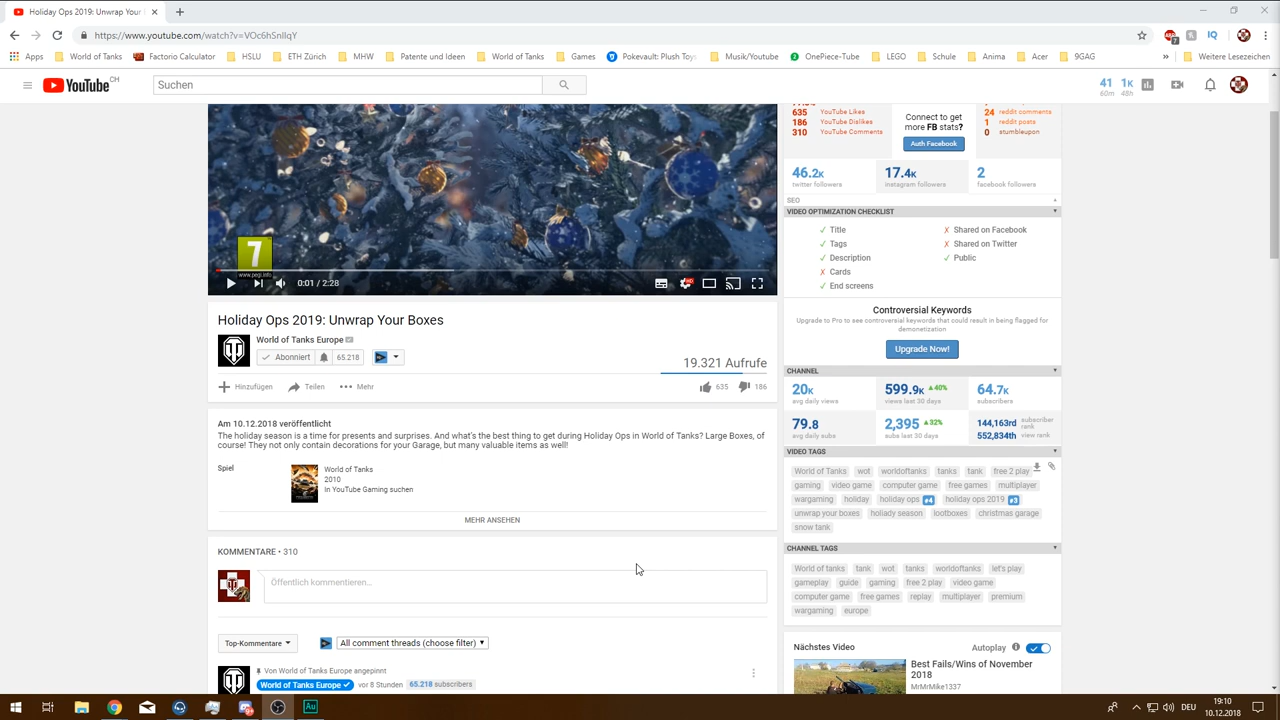 Holiday Ops 2019: Unwrap Your
https://www.youtube.com/watch?v=VOc6hSnIlqY
Apps World of Tanks Factorio Calculator HSLU ETH Zürich MHW Patente und Ideen World of Tanks Games Pokevault: Plush Toys Musik/Youtube OnePiece-Tube LEGO Schule Anima Acer 9GAG » Weitere Lesezeichen
YouTube CH
Suchen
41 1K
60m 48h
7
www.pegi.info
0:01 / 2:28
HD
Holiday Ops 2019: Unwrap Your Boxes
World of Tanks Europe
Abonniert 65.218
19.321 Aufrufe
Hinzufügen Teilen Mehr
635 186
Am 10.12.2018 veröffentlicht
The holiday season is a time for presents and surprises. And what's the best thing to get during Holiday Ops in World of Tanks? Large Boxes, of
course! They not only contain decorations for your Garage, but many valuable items as well!
Spiel
World of Tanks
2010
In YouTube Gaming suchen
MEHR ANSEHEN
KOMMENTARE • 310
Öffentlich kommentieren...
Top-Kommentare
All comment threads (choose filter)
Von World of Tanks Europe angepinnt
World of Tanks Europe vor 8 Stunden 65.218 subscribers
635 YouTube Likes
186 YouTube Dislikes
310 YouTube Comments
Connect to get
more FB stats?
Auth Facebook
24 reddit comments
1 reddit posts
0 stumbleupon
46.2K 17.4K 2
twitter followers instagram followers facebook followers
SEO
VIDEO OPTIMIZATION CHECKLIST
✓ Title ✗ Shared on Facebook
✓ Tags ✗ Shared on Twitter
✓ Description ✓ Public
✗ Cards
✓ End screens
Controversial Keywords
Upgrade to Pro to see controversial keywords that could result in being flagged for
demonetization
Upgrade Now!
CHANNEL
20K 599.9K ▲40% 64.7K
avg daily views views last 30 days subscribers
79.8 2,395 ▲32% 144,163rd subscriber rank
avg daily subs subs last 30 days 552,834th view rank
VIDEO TAGS
World of Tanks wot worldoftanks tanks tank free 2 play
gaming video game computer game free games multiplayer
wargaming holiday holiday ops #4 holiday ops 2019 #3
unwrap your boxes holiady season lootboxes christmas garage
snow tank
CHANNEL TAGS
World of tanks tank wot tanks worldoftanks let's play
gameplay guide gaming free 2 play video game
computer game free games replay multiplayer premium
wargaming europe
Nächstes Video Autoplay
Best Fails/Wins of November
2018
MrMrMike1337
Au
DEU
19:10
10.12.2018